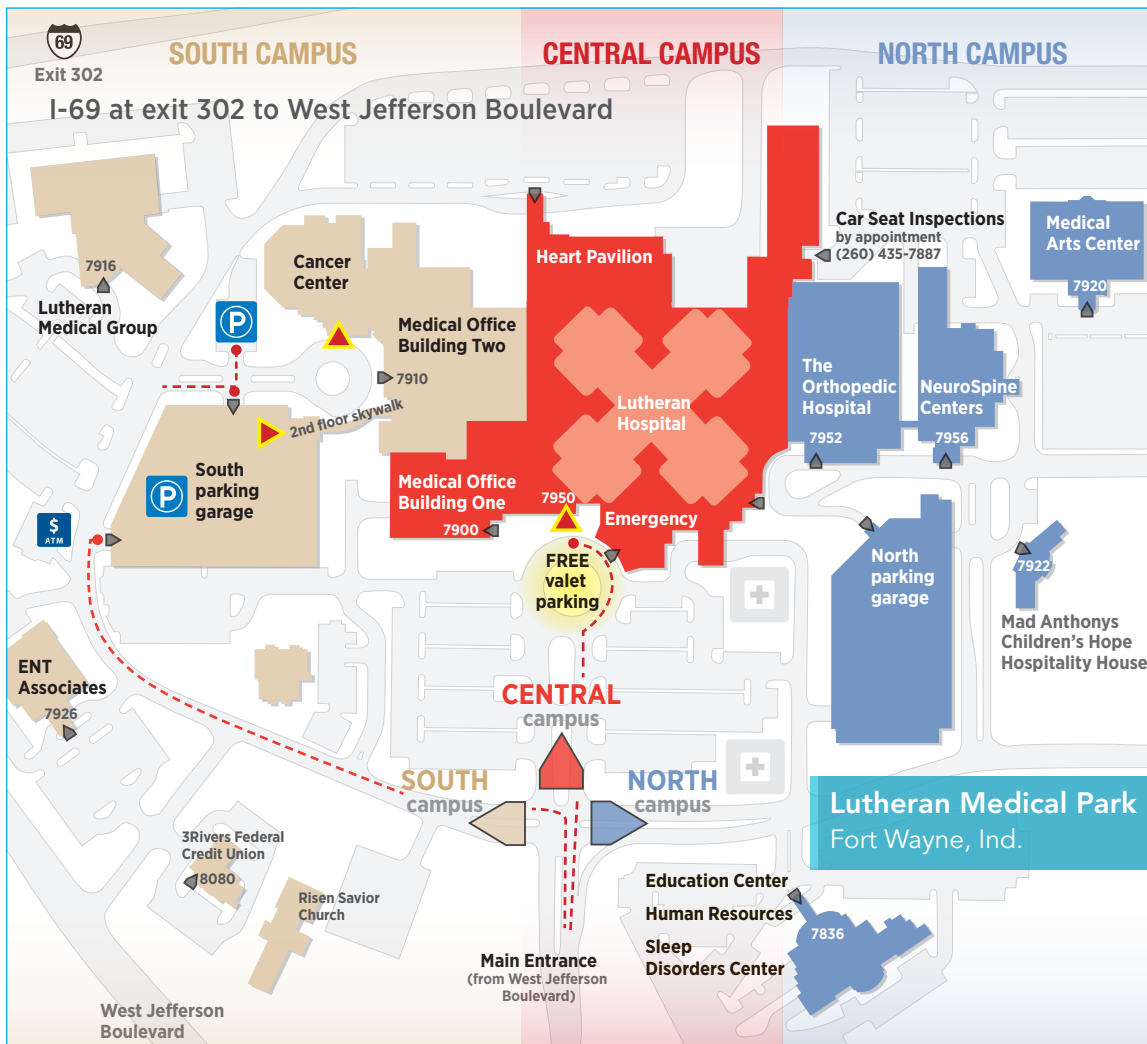 69
Exit 302
SOUTH CAMPUS
CENTRAL CAMPUS
NORTH CAMPUS
I-69 at exit 302 to West Jefferson Boulevard
7916
Lutheran
Medical Group
P
Cancer
Center
Medical Office
Building Two
7910
2nd floor skywalk
South
parking
garage
P
$
ATM
Heart Pavilion
Lutheran
Hospital
Medical Office
Building One
7900
7950
Emergency
FREE
valet
parking
Car Seat Inspections
by appointment
(260) 435-7887
Medical
Arts Center
7920
The
Orthopedic
Hospital
7952
NeuroSpine
Centers
7956
North
parking
garage
7922
Mad Anthonys
Children's Hope
Hospitality House
ENT
Associates
7926
CENTRAL
campus
SOUTH
campus
NORTH
campus
Lutheran Medical Park
Fort Wayne, Ind.
3Rivers Federal
Credit Union
8080
Risen Savior
Church
Main Entrance
(from West Jefferson
Boulevard)
Education Center
Human Resources
Sleep
Disorders Center
7836
West Jefferson
Boulevard